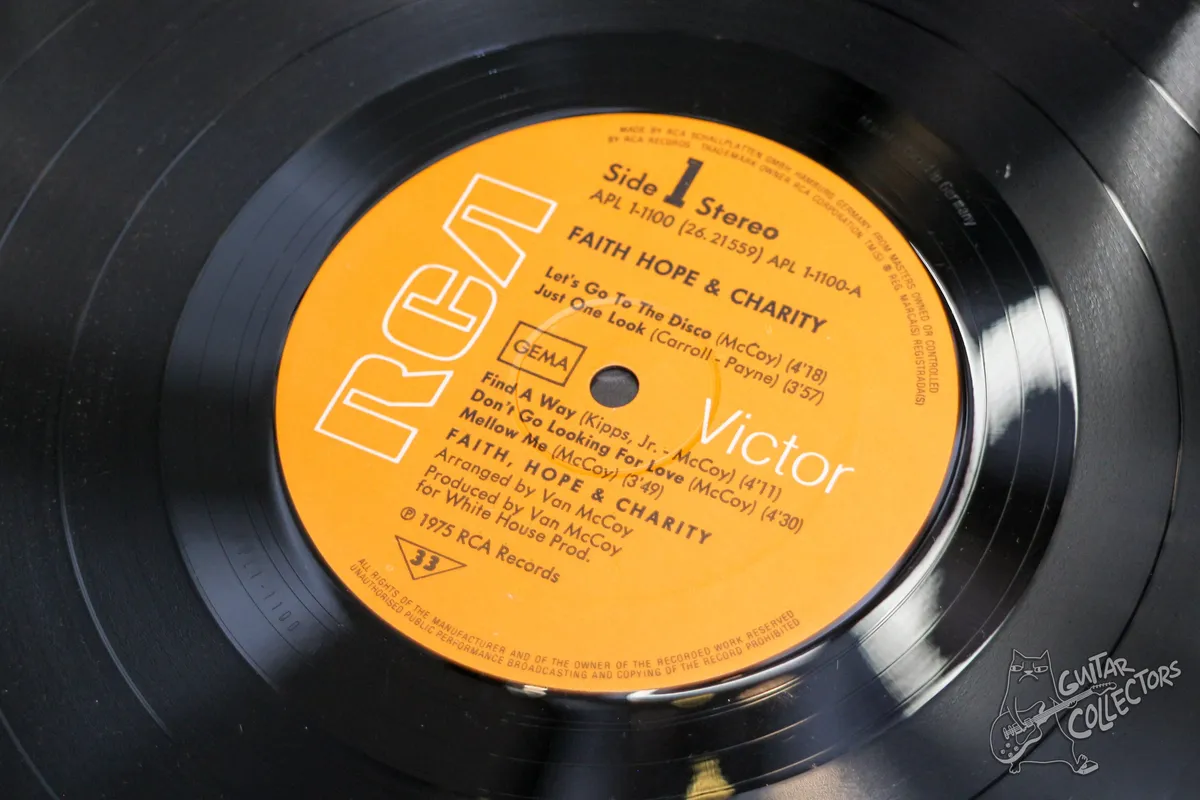 MADE BY RCA SCHALLPLATTEN GMBH, HAMBURG, GERMANY FROM MASTERS OWNED OR CONTROLLED
BY RCA RECORDS TRADEMARK OWNER RCA CORPORATION TM(S) ® REG. MARCA(S) REGISTRADA(S)
Side 1 Stereo
APL 1-1100 (26.21559) APL 1-1100-A
FAITH HOPE & CHARITY
Let's Go To The Disco (McCoy) (4'18)
Just One Look (Carroll - Payne) (3'57)
GEMA
RCA
Victor
Find A Way (Kipps, Jr. - McCoy) (4'11)
Don't Go Looking For Love (McCoy) (4'30)
Mellow Me (McCoy) (3'49)
FAITH, HOPE & CHARITY
Arranged by Van McCoy
Produced by Van McCoy
for White House Prod.
℗ 1975 RCA Records
33
ALL RIGHTS OF THE MANUFACTURER AND OF THE OWNER OF THE RECORDED WORK RESERVED
UNAUTHORISED PUBLIC PERFORMANCE BROADCASTING AND COPYING OF THE RECORD PROHIBITED
in Germany
GUITAR
COLLECTORS